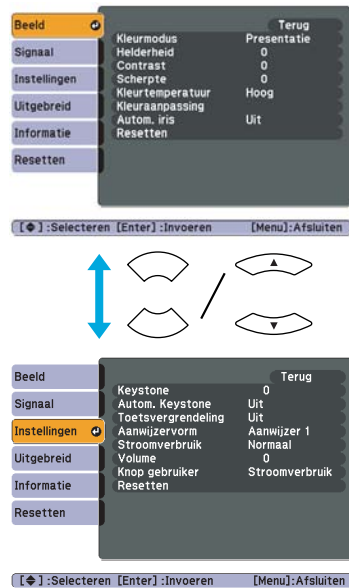 Beeld
Signaal
Instellingen
Uitgebreid
Informatie
Resetten
Terug
Kleurmodus Presentatie
Helderheid 0
Contrast 0
Scherpte 0
Kleurtemperatuur Hoog
Kleuraanpassing
Autom. iris Uit
Resetten
[◆] :Selecteren [Enter] :Invoeren [Menu]:Afsluiten
/
Beeld
Signaal
Instellingen
Uitgebreid
Informatie
Resetten
Terug
Keystone 0
Autom. Keystone Uit
Toetsvergrendeling Uit
Aanwijzervorm Aanwijzer 1
Stroomverbruik Normaal
Volume 0
Knop gebruiker Stroomverbruik
Resetten
[◆] :Selecteren [Enter] :Invoeren [Menu]:Afsluiten